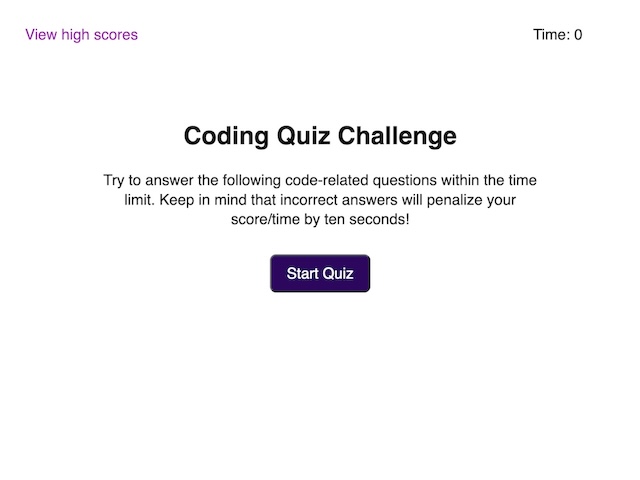 View high scores
Time: 0
Coding Quiz Challenge
Try to answer the following code-related questions within the time
limit. Keep in mind that incorrect answers will penalize your
score/time by ten seconds!
Start Quiz